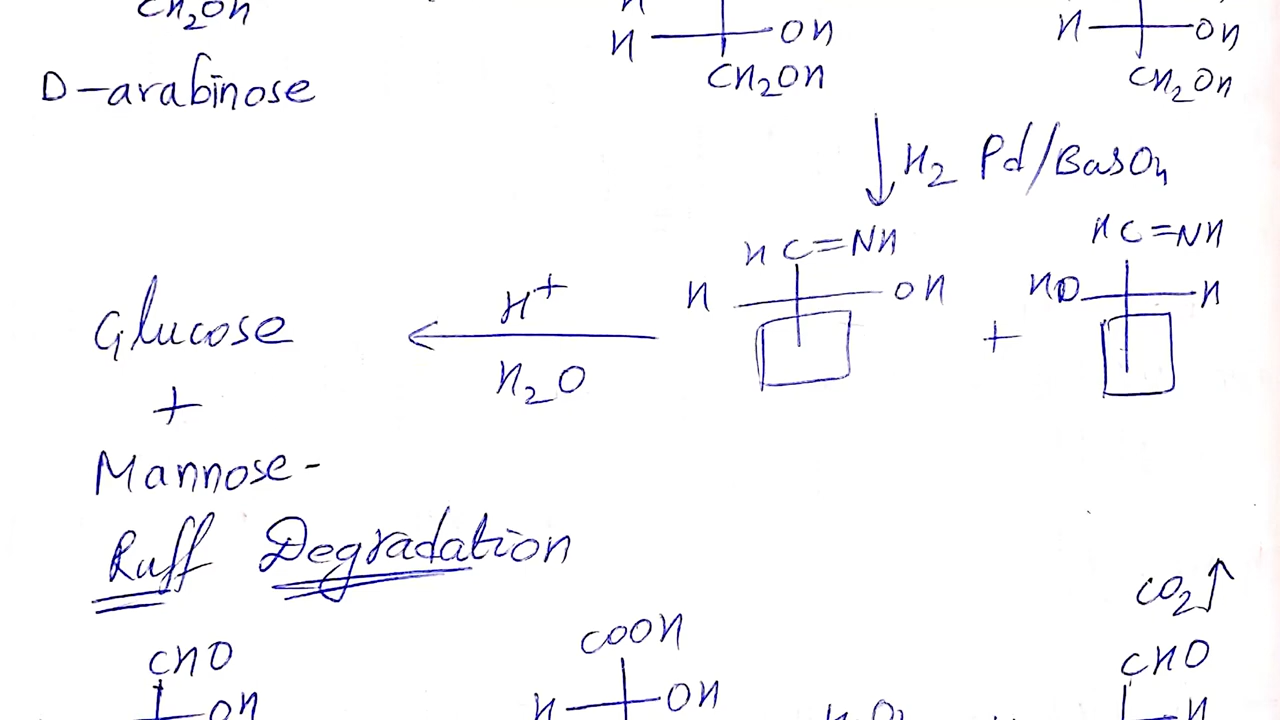 CH₂OH
H
H OH H OH
D-arabinose CH₂OH CH₂OH
H₂ Pd/BaSO₄
HC=NH HC=NH
H OH HO H
Glucose H⁺ +
H₂O
+
Mannose-
Ruff Degradation
CO₂↑
CHO COOH CHO
OH H OH H₂O₂ H